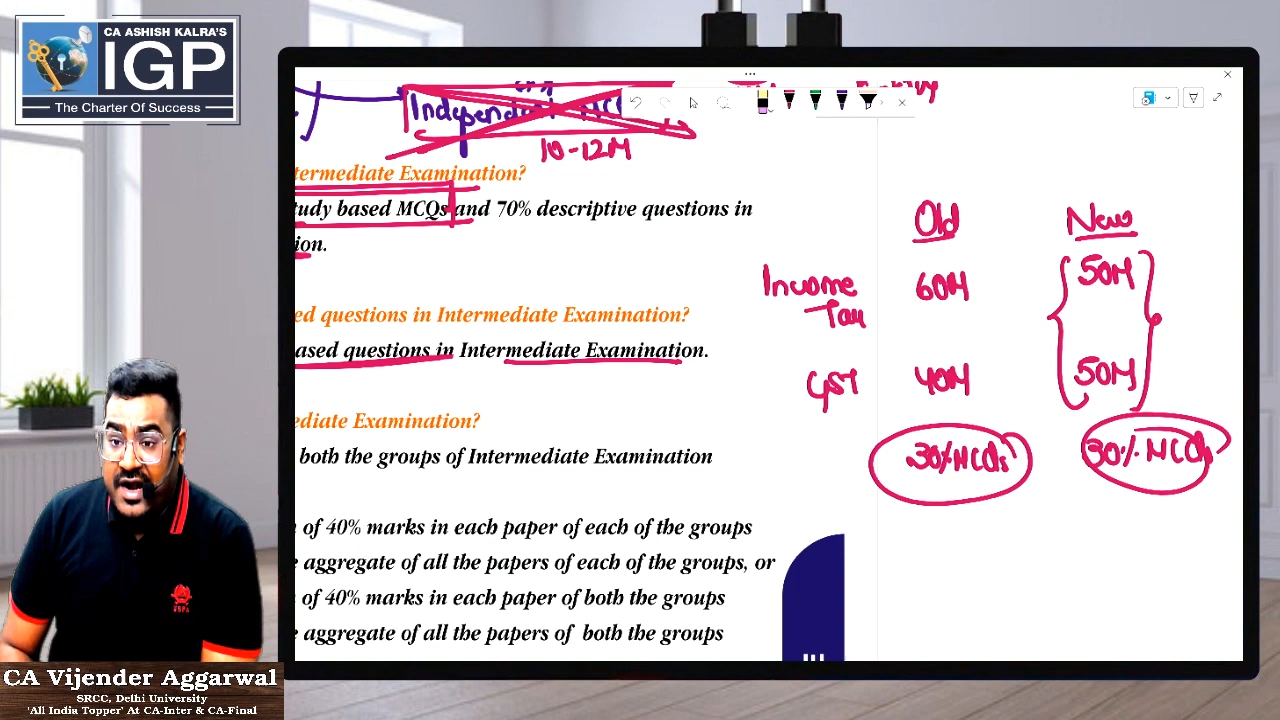 CA ASHISH KALRA'S
IGP
The Charter Of Success
Independent MC
10-12M
termediate Examination?
tudy based MCQs and 70% descriptive questions in
ion.
ed questions in Intermediate Examination?
ased questions in Intermediate Examination.
ediate Examination?
both the groups of Intermediate Examination
of 40% marks in each paper of each of the groups
e aggregate of all the papers of each of the groups, or
of 40% marks in each paper of both the groups
e aggregate of all the papers of both the groups
Old New
Income Tax 60M 50M
GST 40M 50M
30% MCQs 30% MCQs
CA Vijender Aggarwal
SRCC, Delhi University
'All India Topper' At CA-Inter & CA-Final